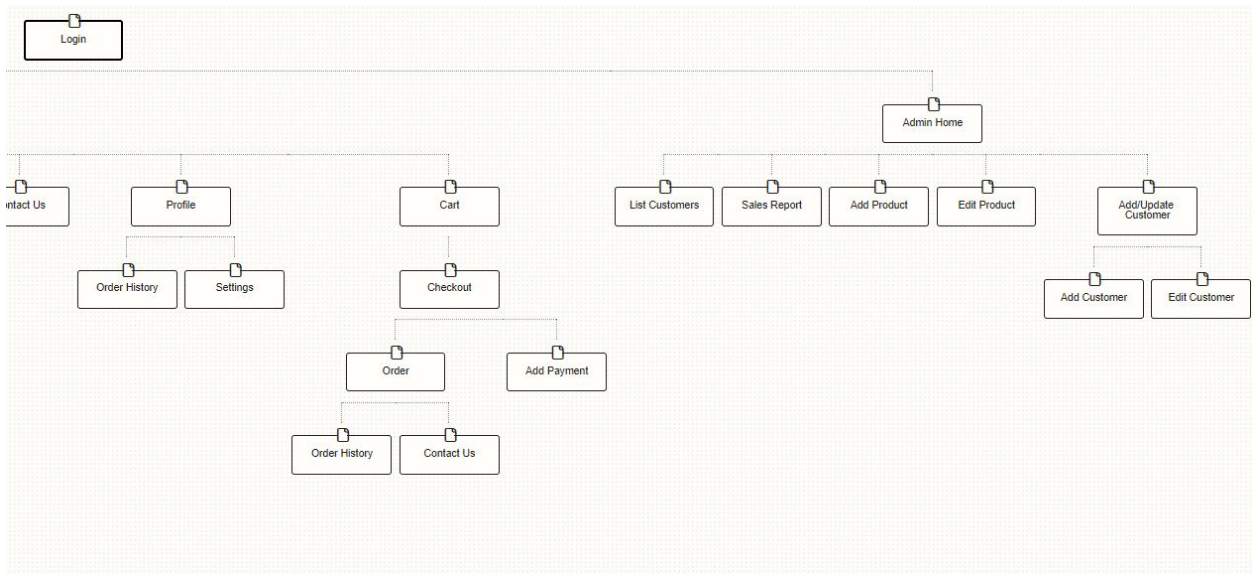 Login
Admin Home
ontact Us
Profile
Cart
List Customers
Sales Report
Add Product
Edit Product
Add/Update
Customer
Order History
Settings
Checkout
Add Customer
Edit Customer
Order
Add Payment
Order History
Contact Us